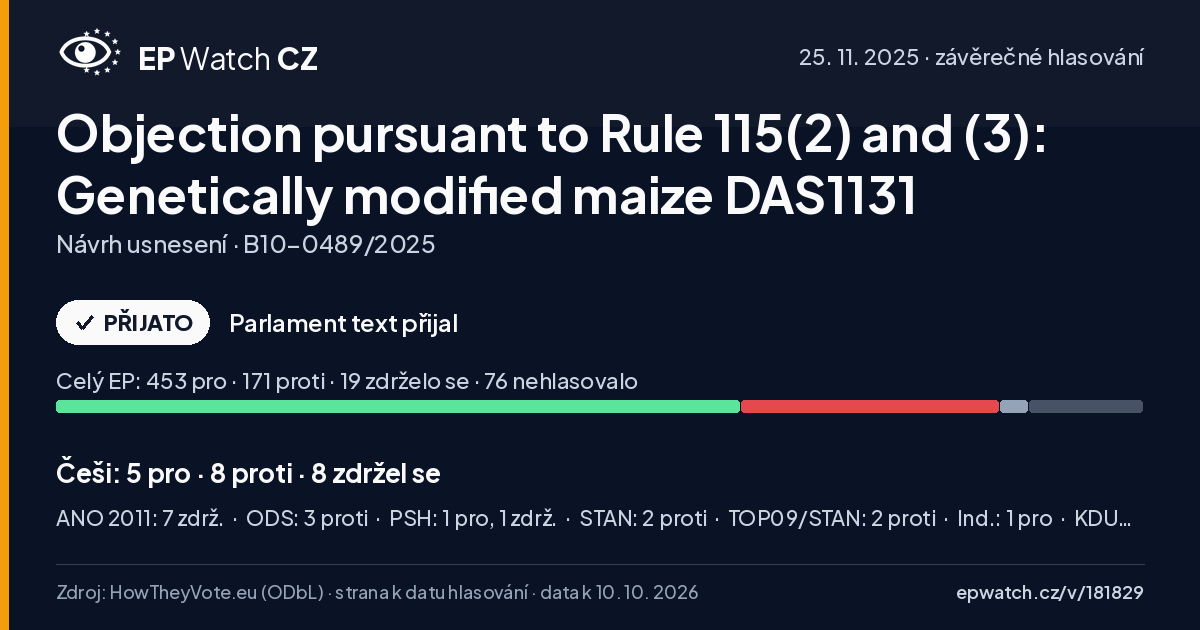 EP Watch CZ
25. 11. 2025 · závěrečné hlasování
Objection pursuant to Rule 115(2) and (3):
Genetically modified maize DAS1131
Návrh usnesení · B10-0489/2025
✓ PŘIJATO
Parlament text přijal
Celý EP: 453 pro · 171 proti · 19 zdrželo se · 76 nehlasovalo
Češi: 5 pro · 8 proti · 8 zdržel se
ANO 2011: 7 zdrž. · ODS: 3 proti · PSH: 1 pro, 1 zdrž. · STAN: 2 proti · TOP09/STAN: 2 proti · Ind.: 1 pro · KDU…
Zdroj: HowTheyVote.eu (ODbL) · strana k datu hlasování · data k 10. 10. 2026
epwatch.cz/v/181829